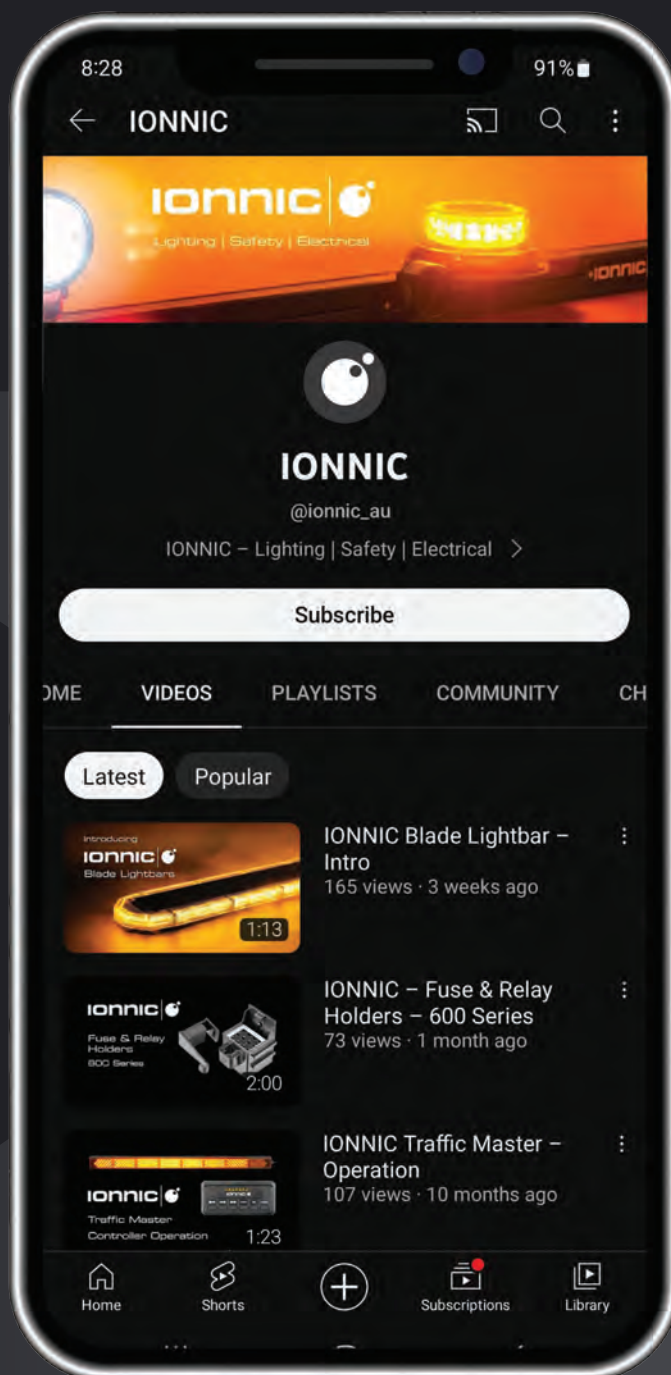 8:28
91%
IONNIC
IONNIC
Lighting | Safety | Electrical
IONNIC
IONNIC
@ionnic_au
IONNIC – Lighting | Safety | Electrical
Subscribe
OME
VIDEOS
PLAYLISTS
COMMUNITY
CH
Latest
Popular
Introducing
IONNIC
Blade Lightbars
1:13
IONNIC Blade Lightbar –
Intro
165 views · 3 weeks ago
IONNIC
Fuse & Relay
Holders
600 Series
2:00
IONNIC – Fuse & Relay
Holders – 600 Series
73 views · 1 month ago
IONNIC
Traffic Master
Controller Operation
1:23
IONNIC Traffic Master –
Operation
107 views · 10 months ago
Home
Shorts
Subscriptions
Library